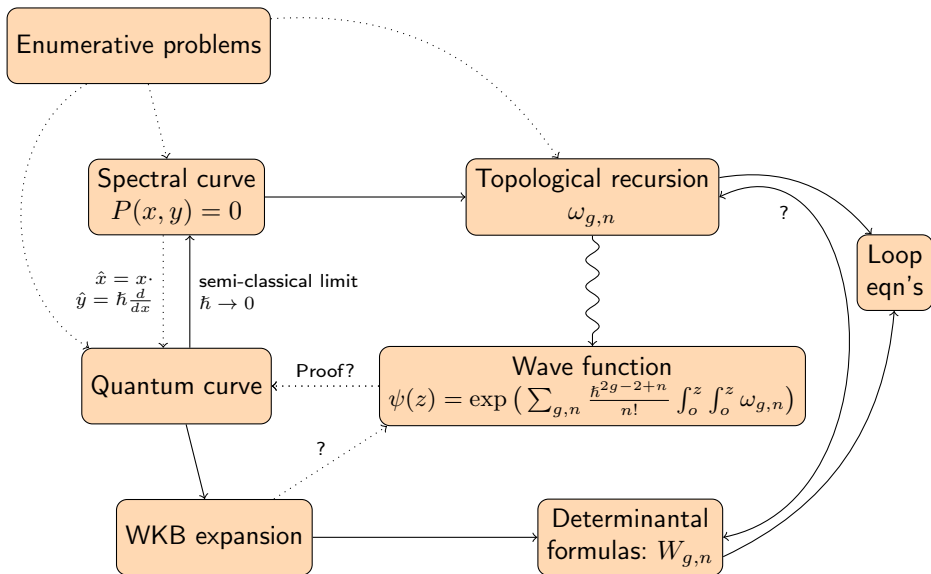 Enumerative problems
Spectral curve
P(x, y) = 0
Topological recursion
ω_{g,n}
?
Loop
eqn's
x̂ = x·
ŷ = ħ d/dx
semi-classical limit
ħ → 0
Quantum curve
Proof?
Wave function
ψ(z) = exp ( ∑_{g,n} ħ^{2g−2+n}/n! ∫_o^z ∫_o^z ω_{g,n} )
?
WKB expansion
Determinantal
formulas: W_{g,n}